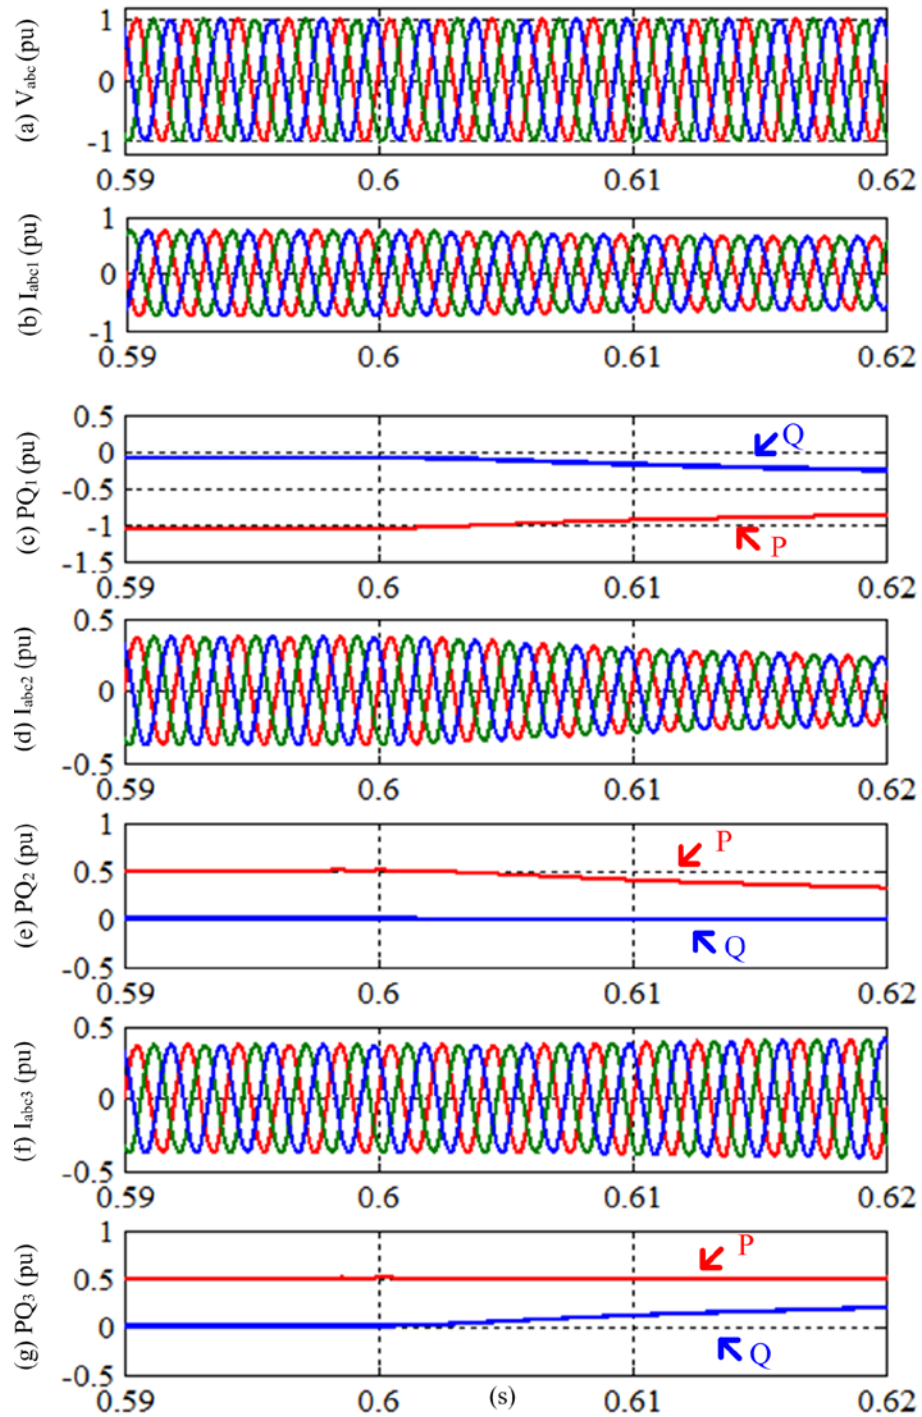 (a) Vabc (pu)
1
0
-1
0.59 0.6 0.61 0.62
(b) Iabc1 (pu)
1
0
-1
0.59 0.6 0.61 0.62
(c) PQ1 (pu)
0.5
0
-0.5
-1
-1.5
Q
P
0.59 0.6 0.61 0.62
(d) Iabc2 (pu)
0.5
0
-0.5
0.59 0.6 0.61 0.62
(e) PQ2 (pu)
1
0.5
0
-0.5
P
Q
0.59 0.6 0.61 0.62
(f) Iabc3 (pu)
0.5
0
-0.5
0.59 0.6 0.61 0.62
(g) PQ3 (pu)
1
0.5
0
-0.5
P
Q
0.59 0.6 0.61 0.62
(s)